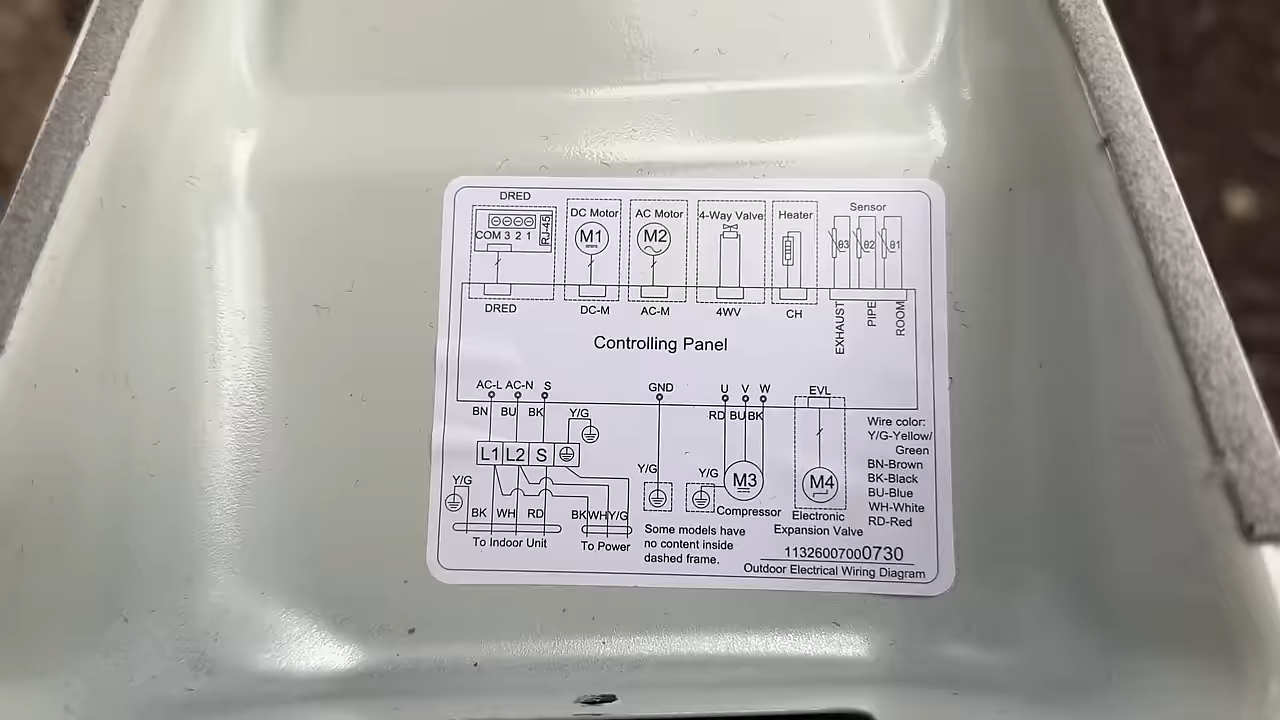 DRED
DC Motor
AC Motor
4-Way Valve
Heater
Sensor
COM 3 2 1
RJ-45
M1
M2
θ3
θ2
θ1
DRED
DC-M
AC-M
4WV
CH
EXHAUST
PIPE
ROOM
Controlling Panel
AC-L AC-N S
GND
U V W
EVL
BN BU BK
Y/G
RD BU BK
Wire color:
Y/G-Yellow/
Green
BN-Brown
BK-Black
BU-Blue
WH-White
RD-Red
L1 L2 S
Y/G
Y/G
Y/G
M3
M4
BK WH RD
BK WH Y/G
Compressor
Electronic
Expansion Valve
To Indoor Unit
To Power
Some models have
no content inside
dashed frame.
11326007000730
Outdoor Electrical Wiring Diagram